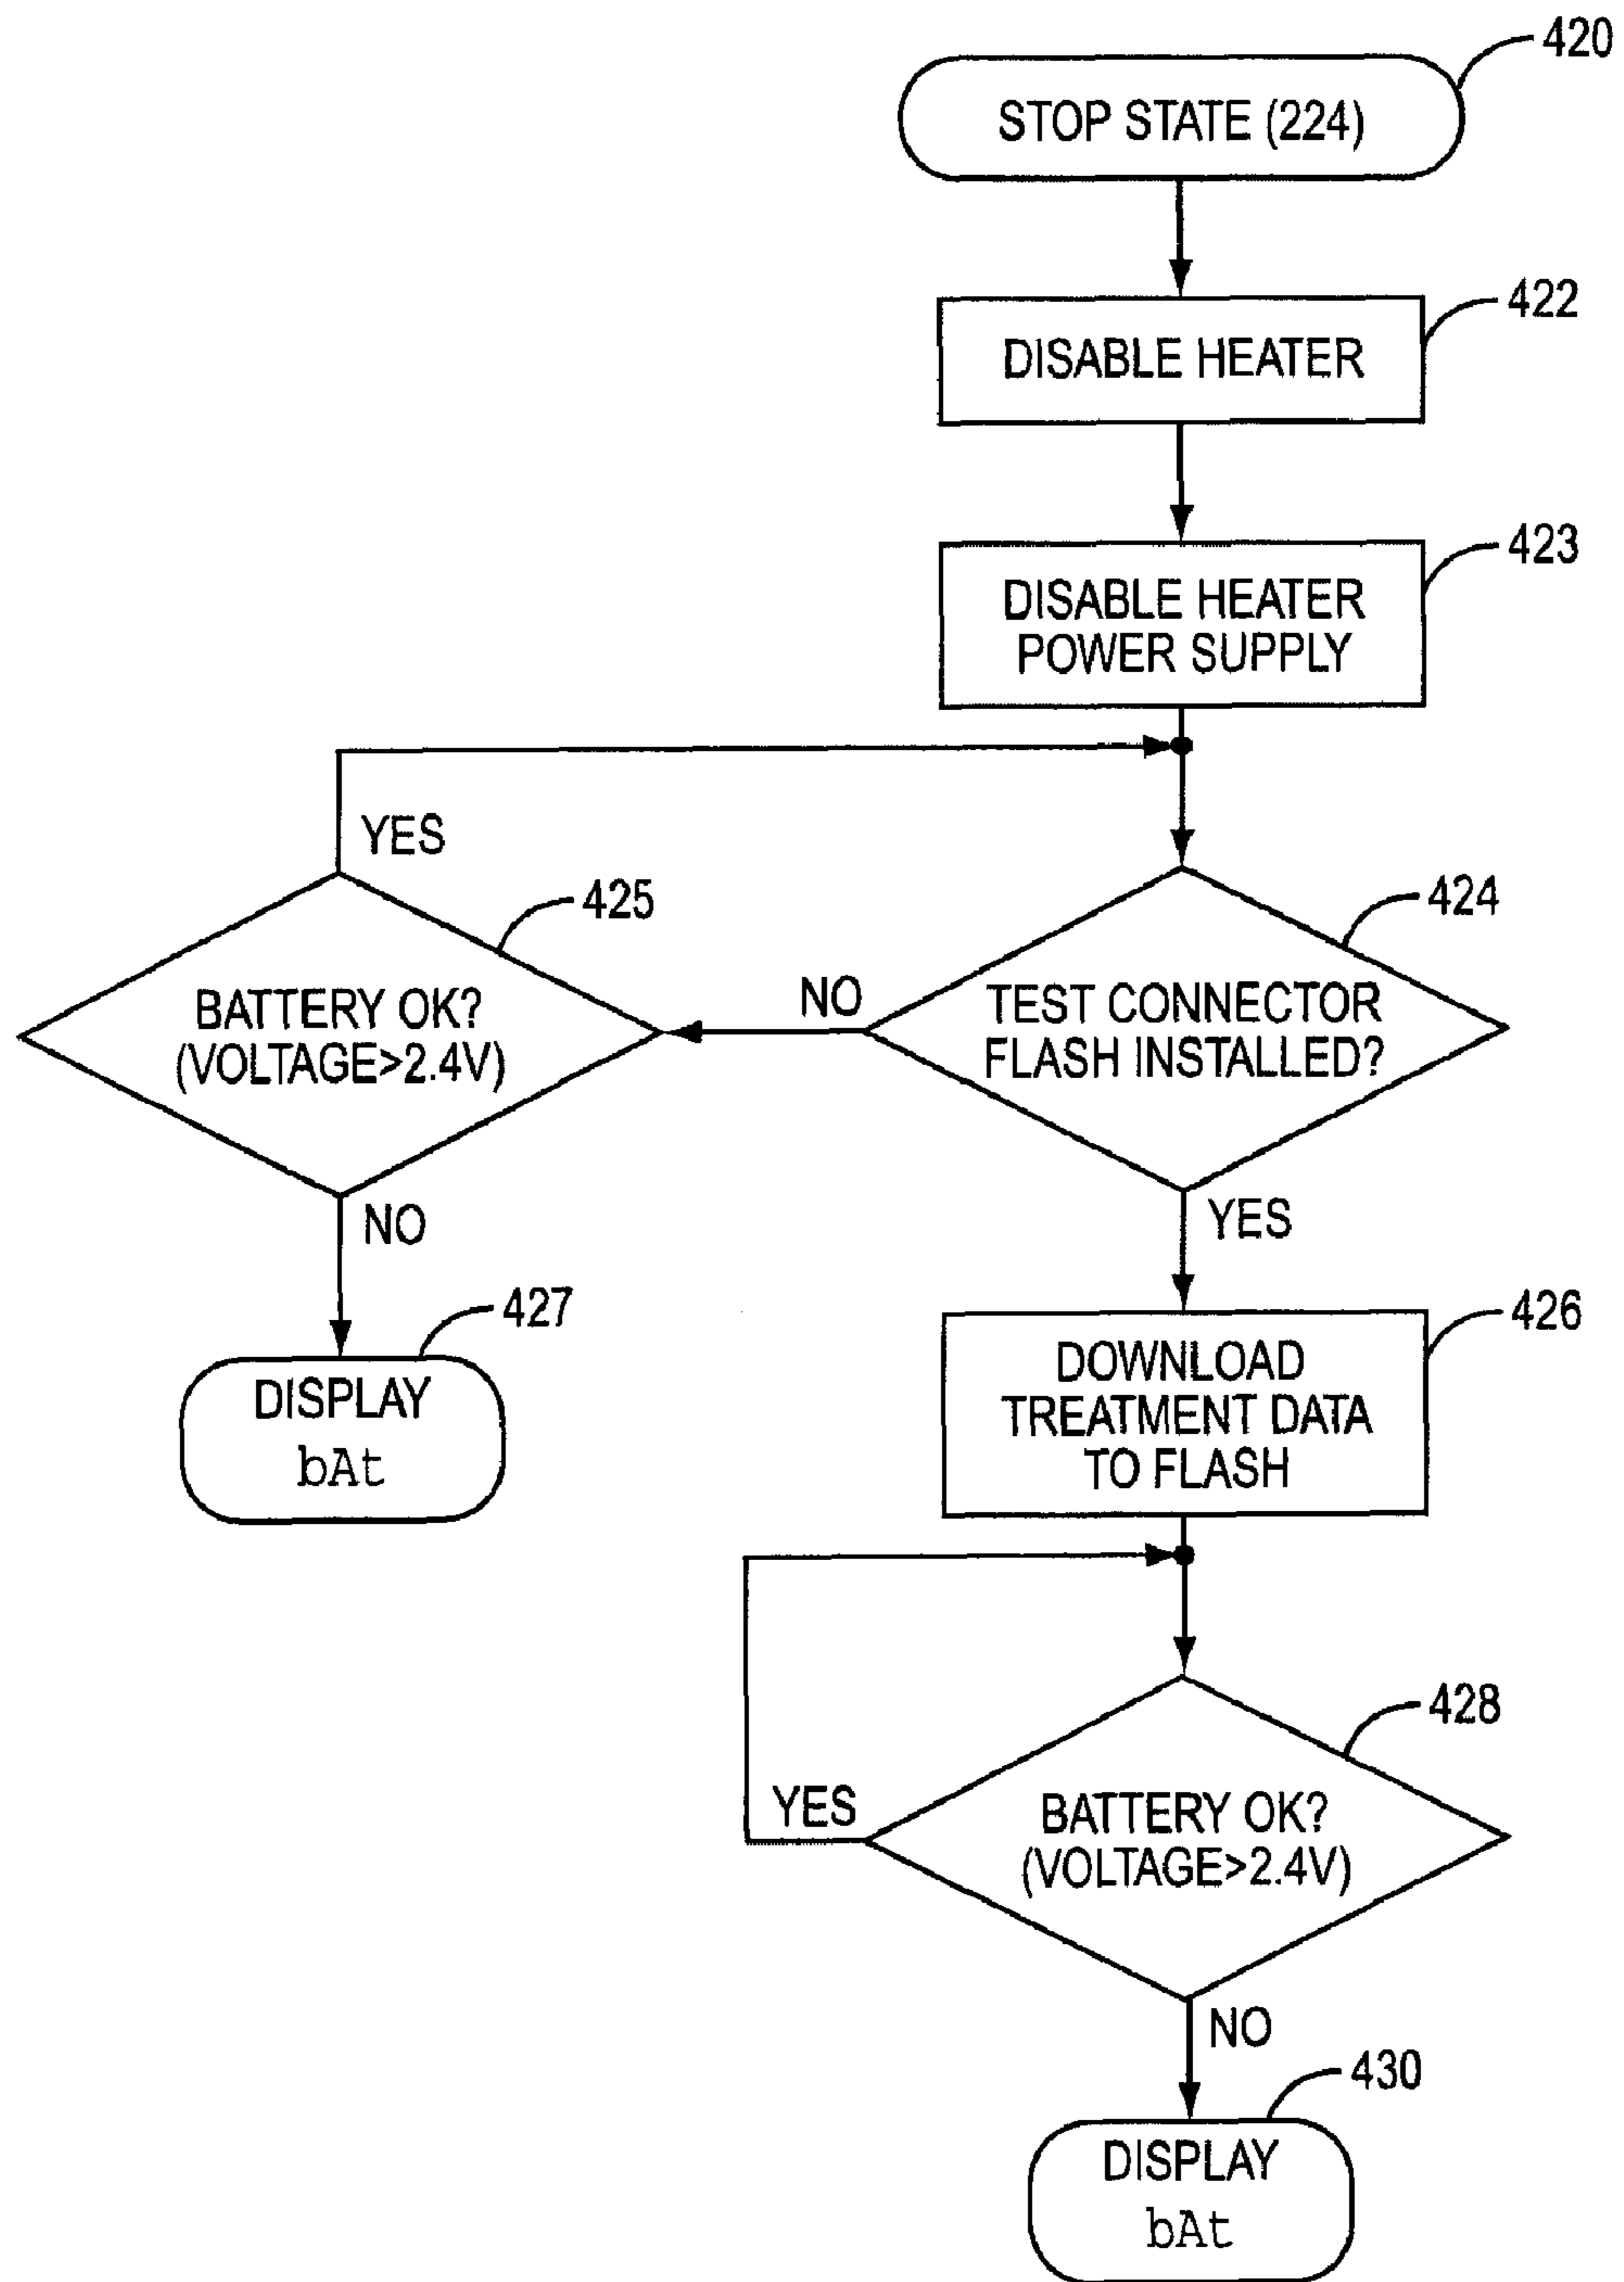 420
STOP STATE (224)
422
DISABLE HEATER
423
DISABLE HEATER
POWER SUPPLY
YES
425
424
BATTERY OK?
(VOLTAGE>2.4V)
NO
TEST CONNECTOR
FLASH INSTALLED?
NO
YES
427
DISPLAY
bAt
426
DOWNLOAD
TREATMENT DATA
TO FLASH
428
YES
BATTERY OK?
(VOLTAGE>2.4V)
NO
430
DISPLAY
bAt